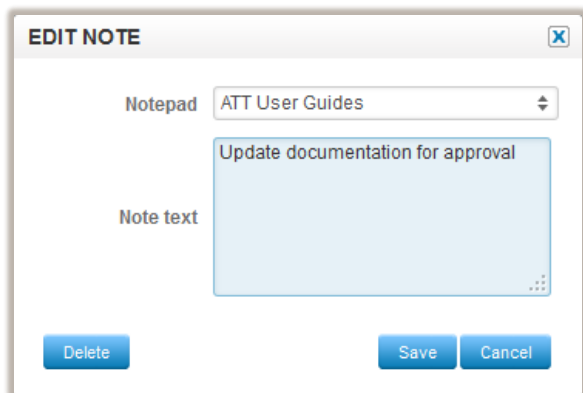 EDIT NOTE
Notepad ATT User Guides
Note text Update documentation for approval
Delete Save Cancel